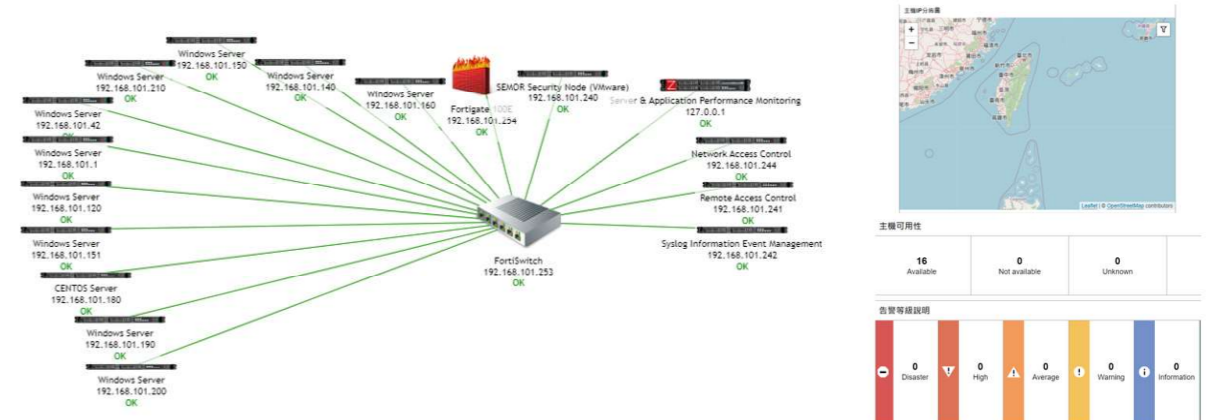 Windows Server
192.168.101.150
OK
Windows Server
192.168.101.210
OK
Windows Server
192.168.101.140
OK
Windows Server
192.168.101.160
OK
Fortigate 100E
192.168.101.254
OK
SEMOR Security Node (VMware)
192.168.101.240
OK
Z
Server & Application Performance Monitoring
127.0.0.1
OK
Windows Server
192.168.101.42
OK
Windows Server
192.168.101.1
OK
Windows Server
192.168.101.120
OK
Windows Server
192.168.101.151
OK
CENTOS Server
192.168.101.180
OK
Windows Server
192.168.101.190
OK
Windows Server
192.168.101.200
OK
Network Access Control
192.168.101.244
OK
Remote Access Control
192.168.101.241
OK
Syslog Information Event Management
192.168.101.242
OK
FortiSwitch
192.168.101.253
OK
主機IP分佈圖
+
−
Leaflet | © OpenStreetMap contributors
主機可用性
16
Available
0
Not available
0
Unknown
告警等級說明
0
Disaster
0
High
0
Average
0
Warning
0
Information